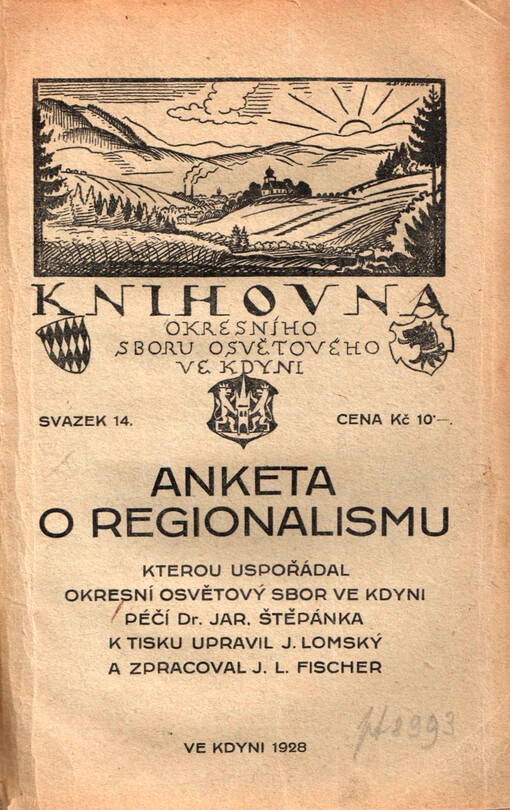 KNIHOVNA
OKRESNÍHO
SBORU OSVĚTOVÉHO
VE KDYNI
SVAZEK 14.
CENA Kč 10·—.
ANKETA
O REGIONALISMU
KTEROU USPOŘÁDAL
OKRESNÍ OSVĚTOVÝ SBOR VE KDYNI
PÉČÍ Dr. JAR. ŠTĚPÁNKA
K TISKU UPRAVIL J. LOMSKÝ
A ZPRACOVAL J. L. FISCHER
VE KDYNI 1928